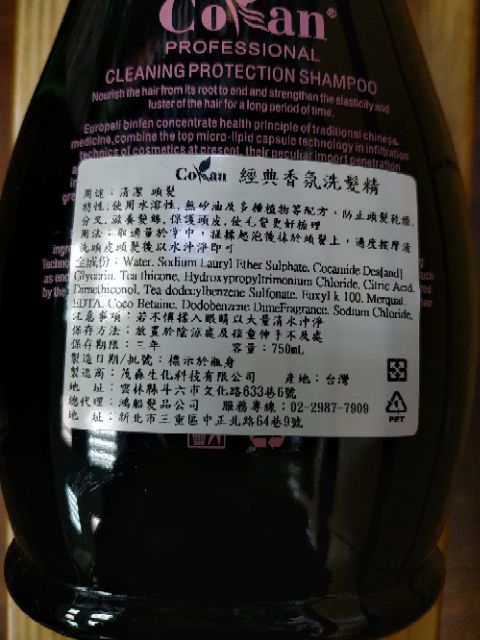 CoKan®
PROFESSIONAL
CLEANING PROTECTION SHAMPOO
Nourish the hair from its root to end and strengthen the elasticity and
luster of the hair for a long period of time.
Europeli binfen concentrate health principle of traditional chinese
medicine, combine the top micro-lipid capsule technology in infiltration
technics of cosmetics at present, their peculiar import penetration
CoKan 經典香氛洗髮精
用途：清潔 頭髮
特性：使用水溶性,無矽油及多種植物等配方，防止頭髮乾燥.
分叉.滋養髮絲.保護頭皮.使毛髮更好梳理
用法：取適量於掌中，搓揉起泡後抹於頭髮上，適度按摩清
洗頭皮頭髮後以水沖淨即可
全成份：Water. Sodium Lauryl Ether Sulphate. Cocamide Dea[and]
Glycerin. Tea thicone, Hydroxypropyltrimonium Chloride, Citric Acid.
Dimethiconol, Tea dodecylbenzene Sulfonate. Euxyl k 100. Merquat
EDTA. Coco Betaine. Dodobenzene DimeFragrance. Sodium Chloride.
注意事項：若不慎揉入眼睛以大量清水沖淨
保存方法：放置於陰涼處及孩童伸手不及處
保存期限：三年 容量：750mL
製造日期/批號：標示於瓶身
製造商：茂森生化科技有限公司 產地：台灣
地 址：雲林縣斗六市文化路633巷6號
總代理：鴻船髮品公司 服務專線：02-2987-7909
地 址：新北市三重區中正北路64巷9號
PET